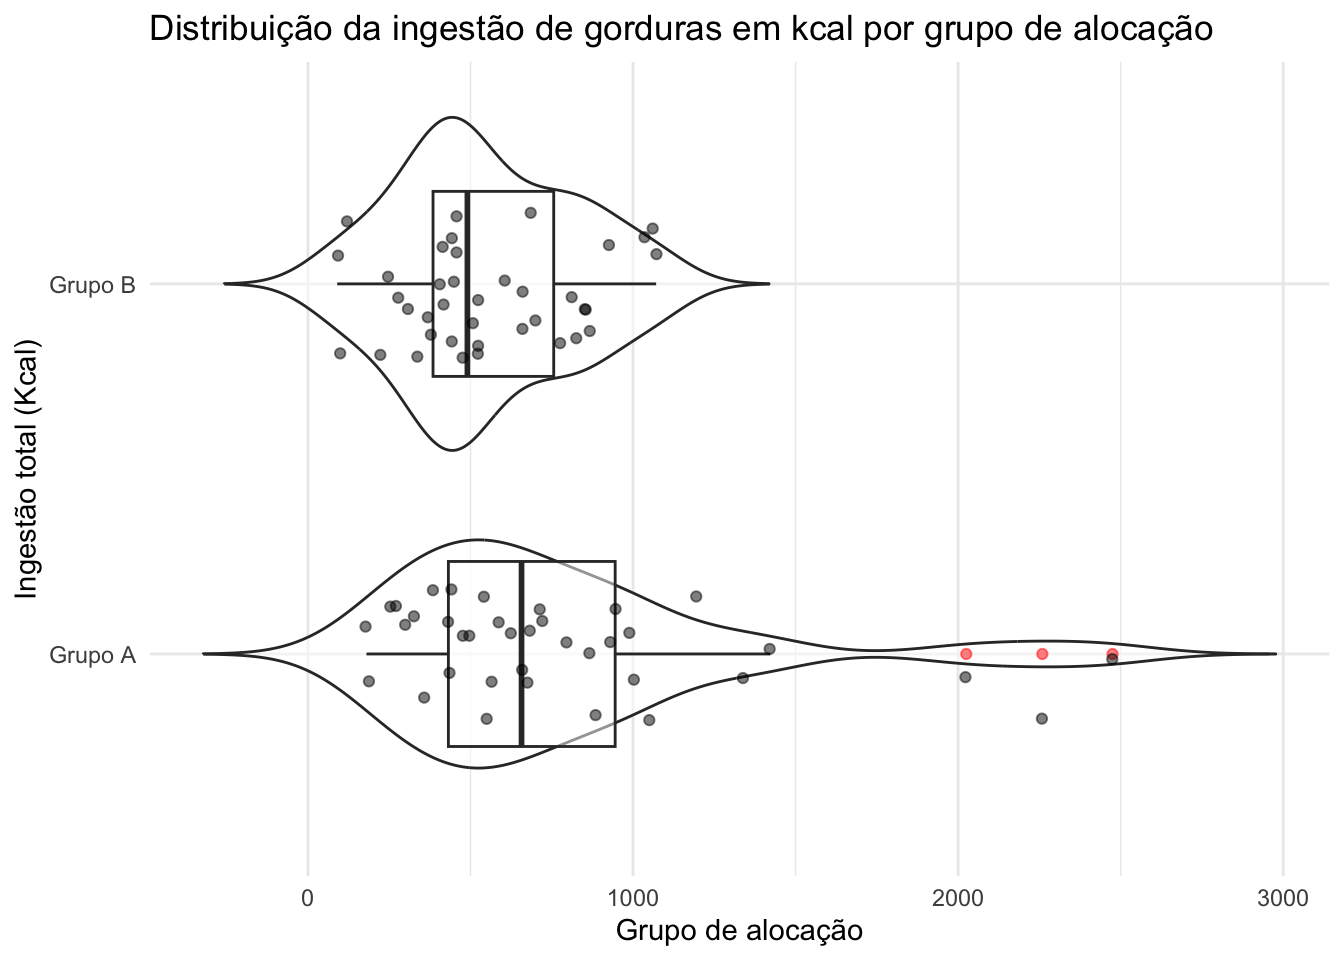 Distribuição da ingestão de gorduras em kcal por grupo de alocação
Ingestão total (Kcal)
Grupo B
Grupo A
0 1000 2000 3000
Grupo de alocação